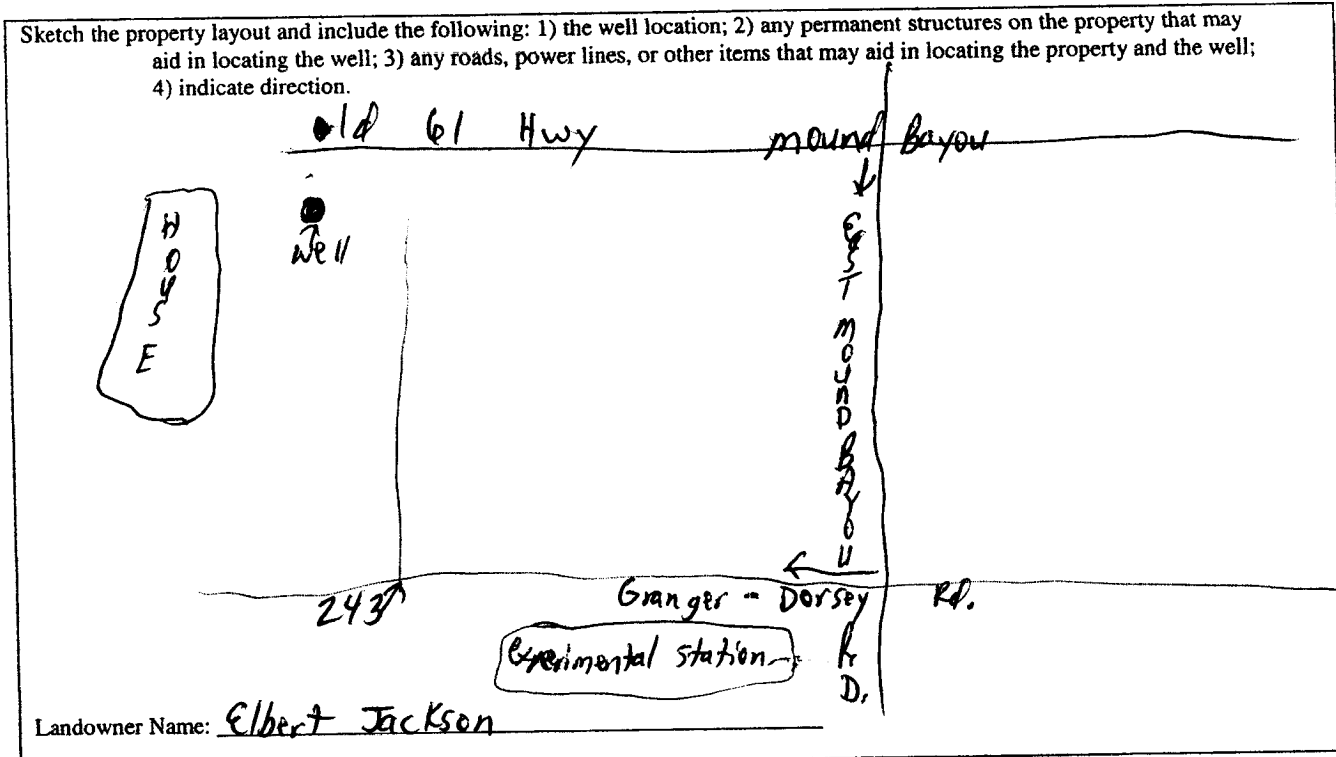 Sketch the property layout and include the following: 1) the well location; 2) any permanent structures on the property that may
aid in locating the well; 3) any roads, power lines, or other items that may aid in locating the property and the well;
4) indicate direction.
old 61 Hwy mound Bayou
HOUSE
well
EAST MOUND BAYOU RD.
243
Granger - Dorsey Rd.
Experimental station
Landowner Name: Elbert Jackson